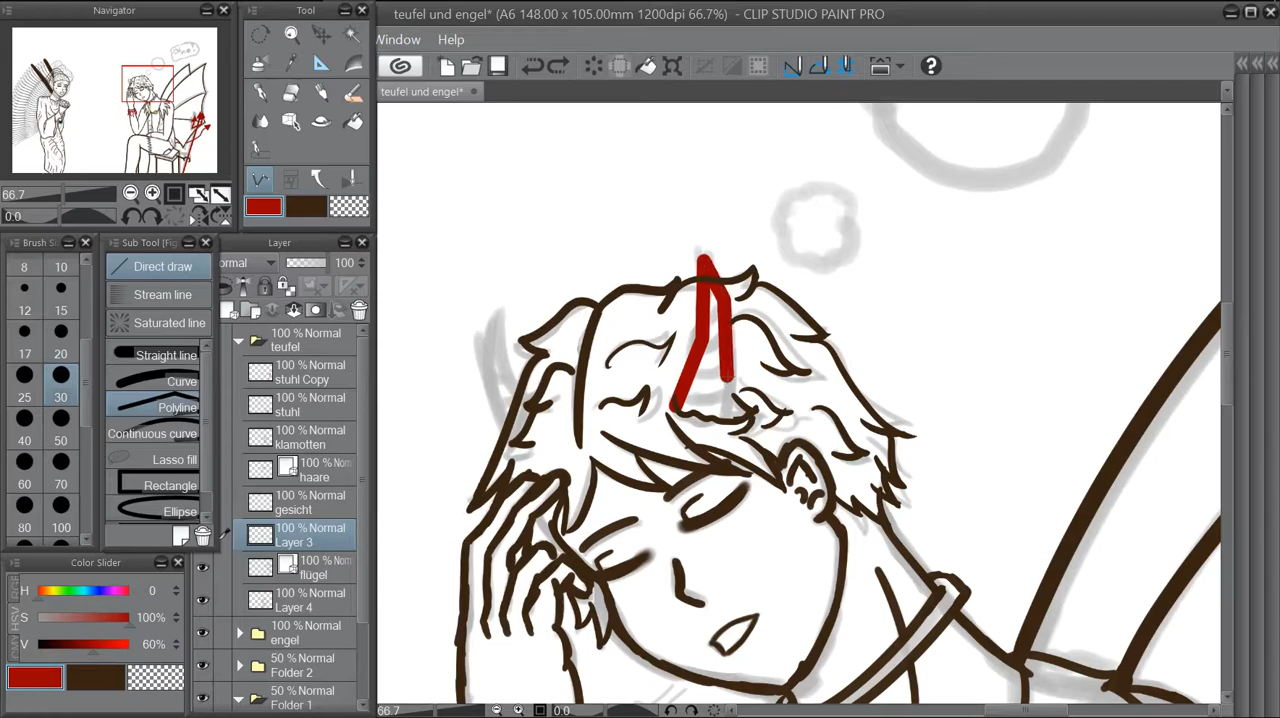 Navigator
Tool
teufel und engel* (A6 148.00 x 105.00mm 1200dpi 66.7%) - CLIP STUDIO PAINT PRO
Window Help
teufel und engel*
66.7
0.0
Brush S
8 10
12 15
17 20
25 30
40 50
60 70
80 100
Sub Tool [Fig
Direct draw
Stream line
Saturated line
Straight line
Curve
Polyline
Continuous curve
Lasso fill
Rectangle
Ellipse
Layer
ormal 100
100 % Normal
teufel
100 % Normal
stuhl Copy
100 % Normal
stuhl
100 % Normal
klamotten
100 % Nor
haare
100 % Normal
gesicht
100 % Normal
Layer 3
100 % Nor
flügel
100 % Normal
Layer 4
100 % Normal
engel
50 % Normal
Folder 2
50 % Normal
Folder 1
Color Slider
H 0
S 100%
V 60%
66.7 0.0